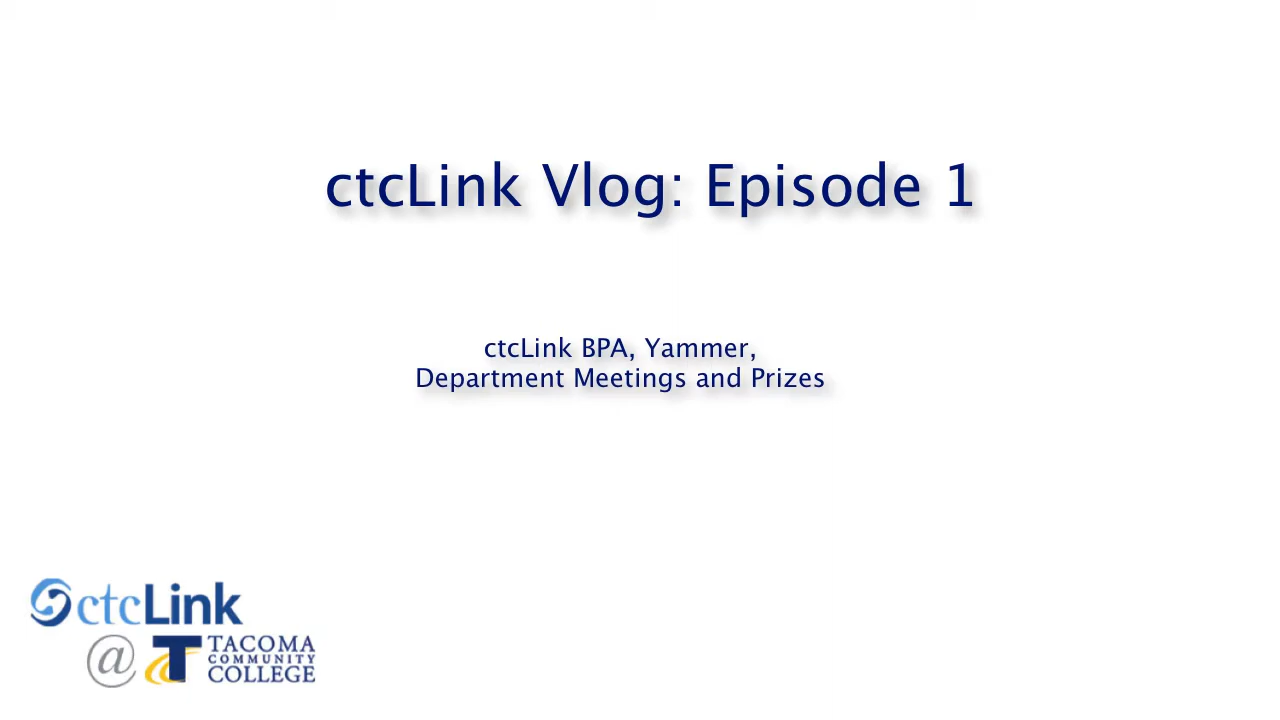 ctcLink Vlog: Episode 1
ctcLink BPA, Yammer,
Department Meetings and Prizes
ctcLink
@ T TACOMA
COMMUNITY
COLLEGE